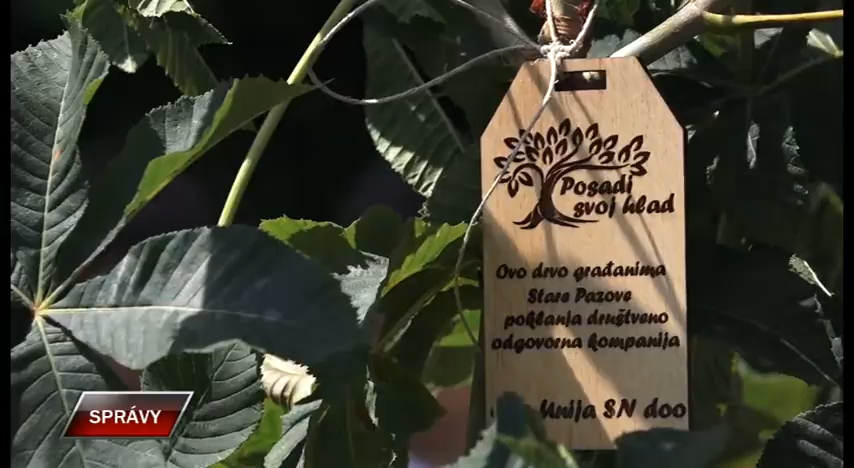 Posadi
svoj hlad
Ovo drvo građanima
Stare Pazove
poklanja društveno
odgovorna kompanija
Unija SN doo
SPRÁVY